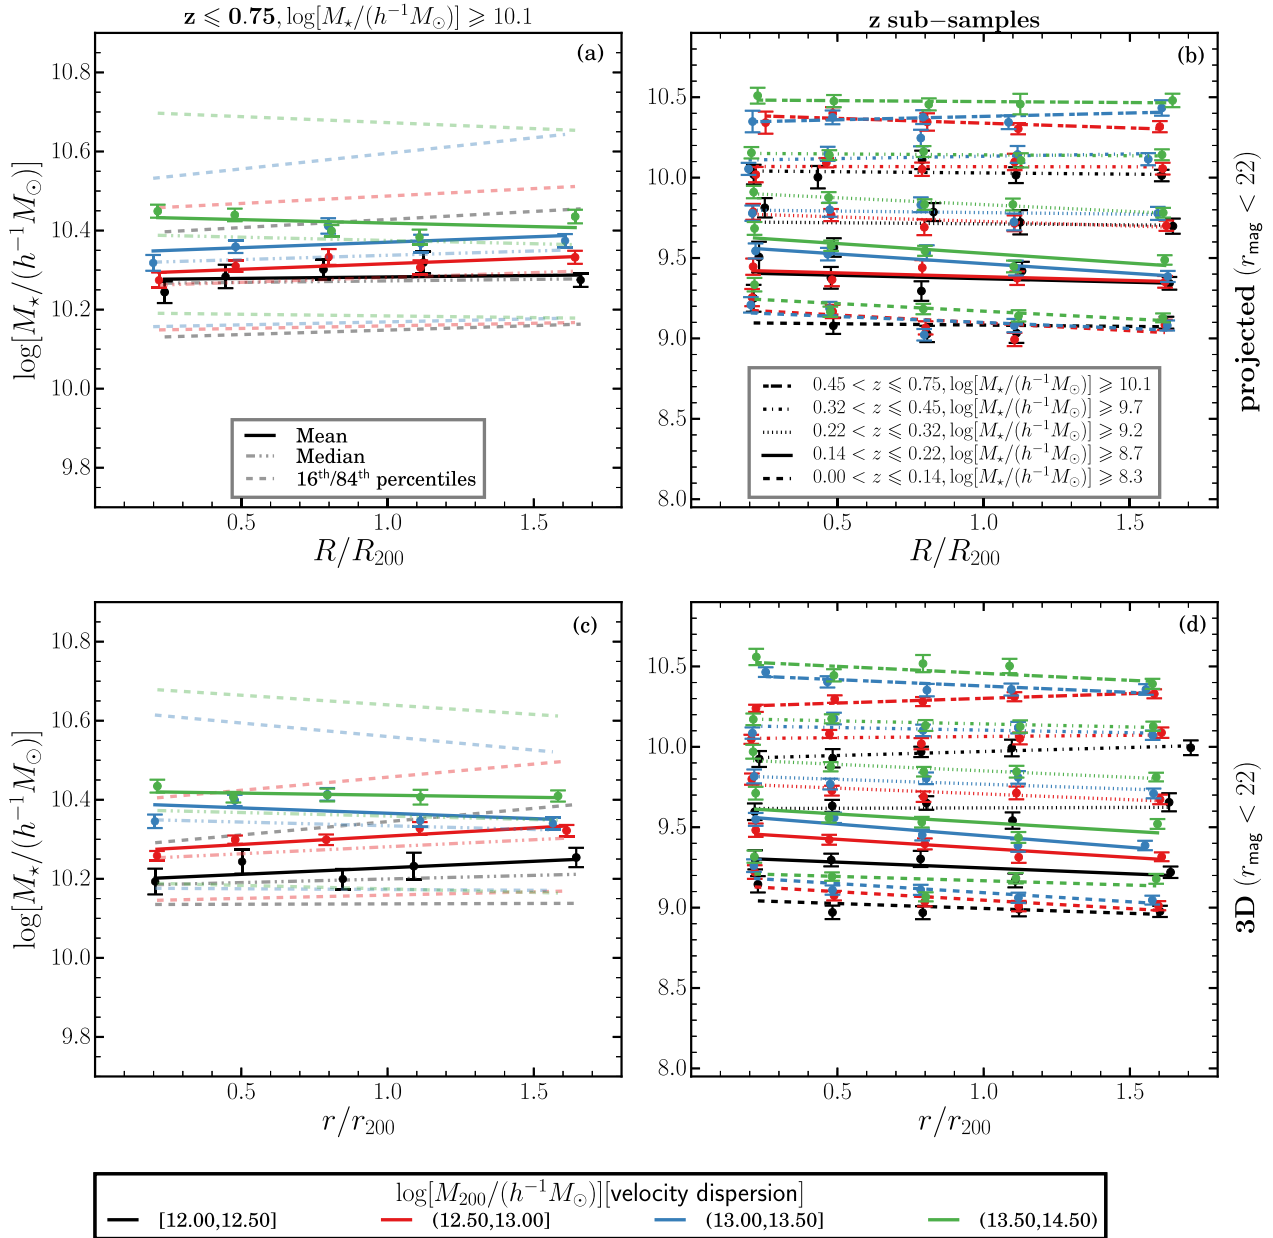 z ⩽ 0.75, log[M⋆/(h⁻¹M⊙)] ⩾ 10.1
z sub−samples
(a)
10.8
10.6
10.4
10.2
10.0
9.8
log[M⋆/(h⁻¹M⊙)]
Mean
Median
16ᵗʰ/84ᵗʰ percentiles
0.5
1.0
1.5
R/R₂₀₀
(b)
10.5
10.0
9.5
9.0
8.5
8.0
0.45 < z ⩽ 0.75, log[M⋆/(h⁻¹M⊙)] ⩾ 10.1
0.32 < z ⩽ 0.45, log[M⋆/(h⁻¹M⊙)] ⩾ 9.7
0.22 < z ⩽ 0.32, log[M⋆/(h⁻¹M⊙)] ⩾ 9.2
0.14 < z ⩽ 0.22, log[M⋆/(h⁻¹M⊙)] ⩾ 8.7
0.00 < z ⩽ 0.14, log[M⋆/(h⁻¹M⊙)] ⩾ 8.3
0.5
1.0
1.5
R/R₂₀₀
projected (r_mag < 22)
(c)
10.8
10.6
10.4
10.2
10.0
9.8
log[M⋆/(h⁻¹M⊙)]
0.5
1.0
1.5
r/r₂₀₀
(d)
10.5
10.0
9.5
9.0
8.5
8.0
0.5
1.0
1.5
r/r₂₀₀
3D (r_mag < 22)
log[M₂₀₀/(h⁻¹M⊙)][velocity dispersion]
[12.00,12.50]
(12.50,13.00]
(13.00,13.50]
(13.50,14.50)